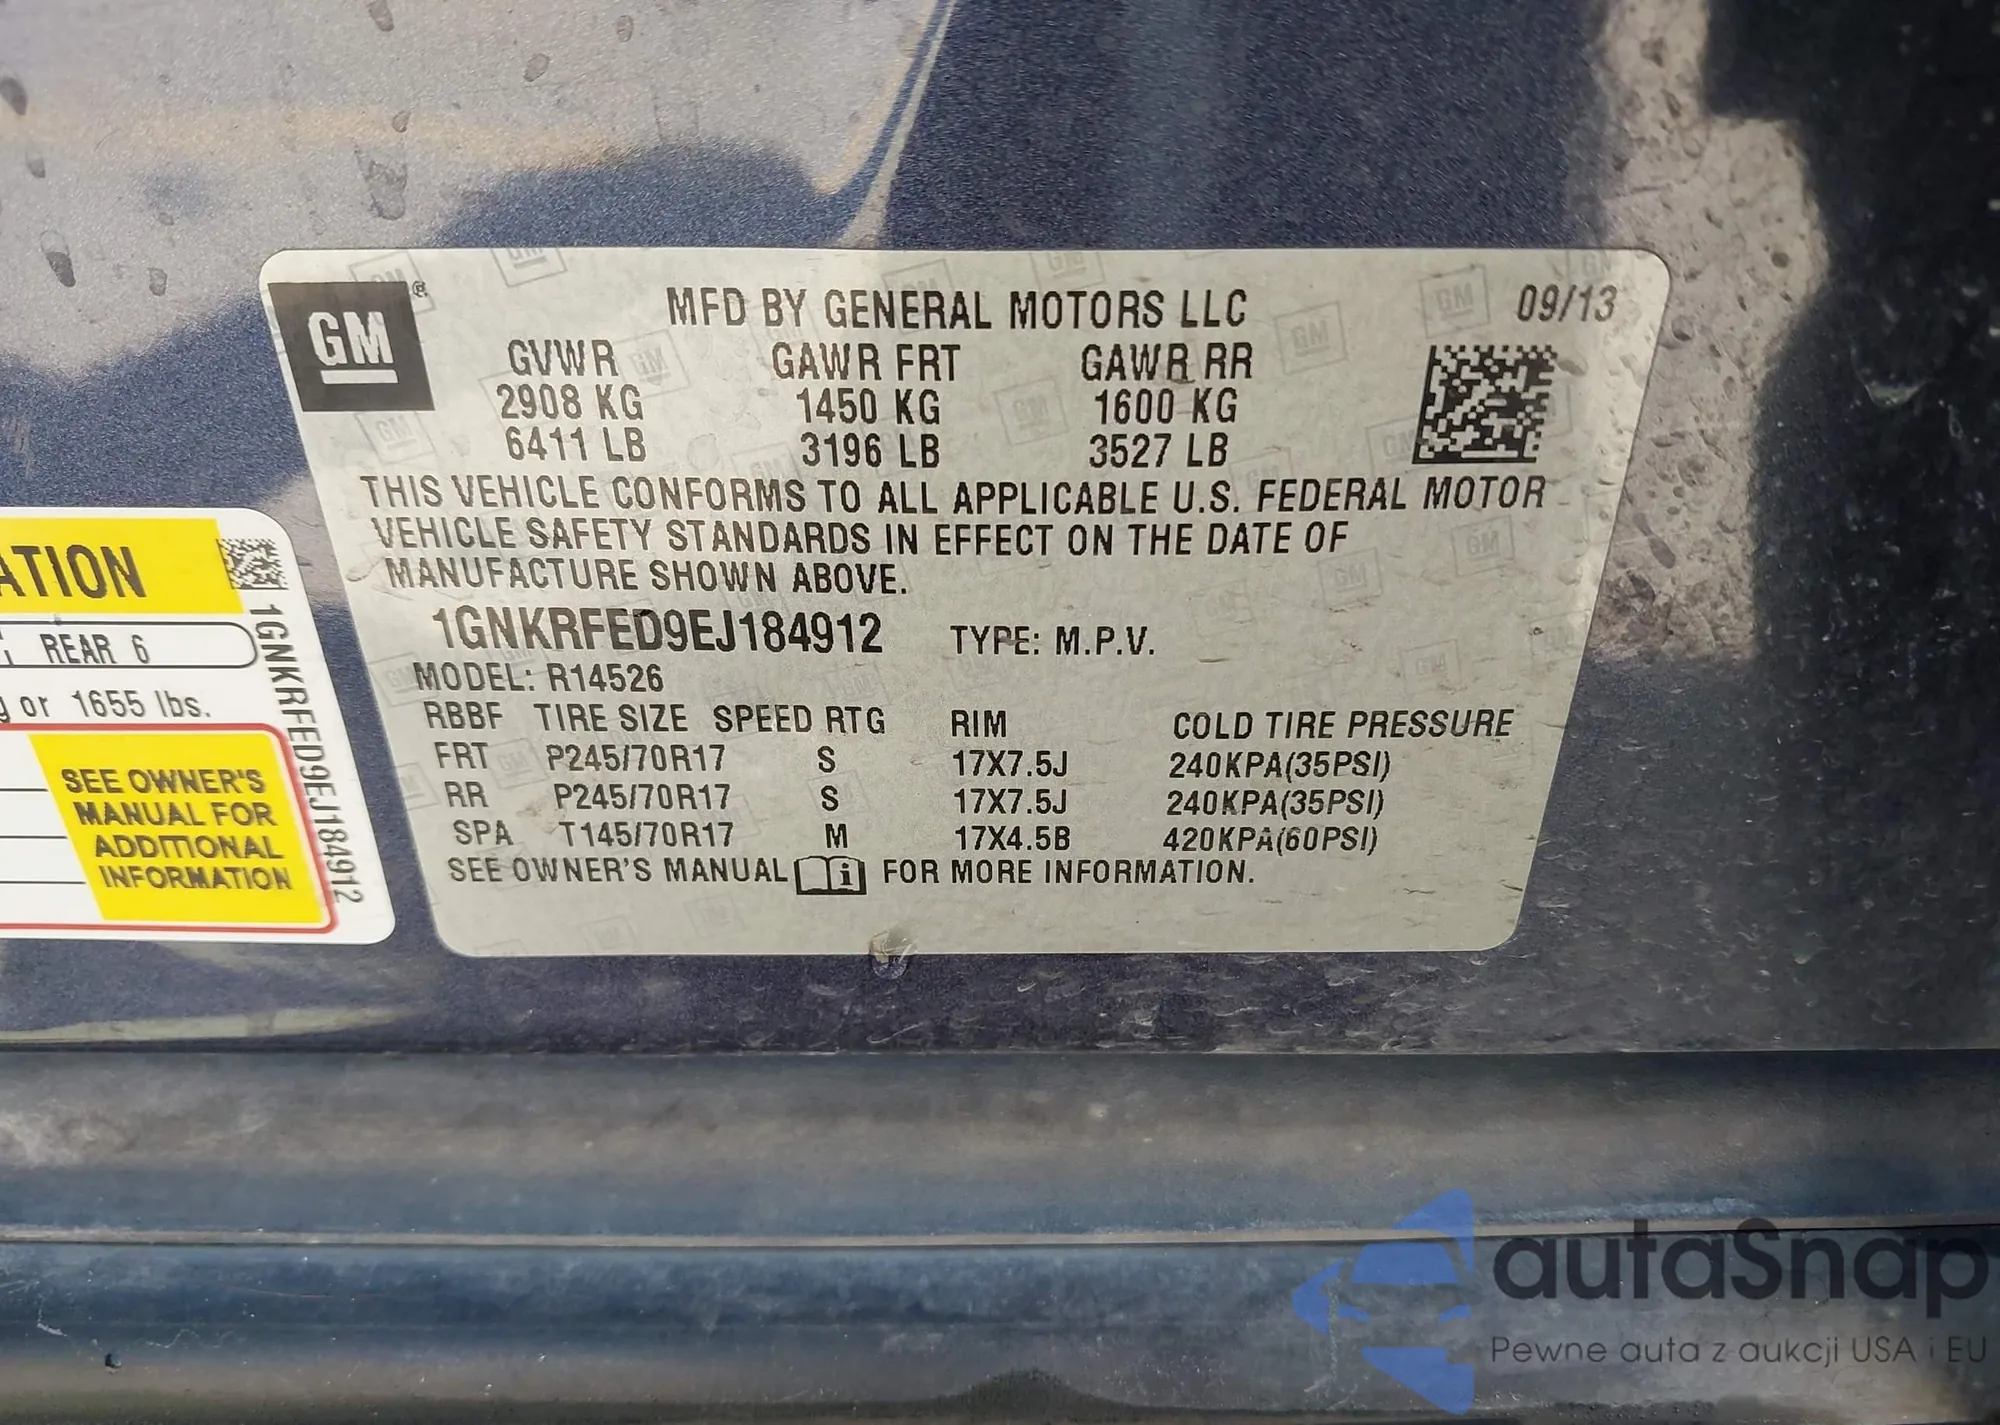 GM ®
MFD BY GENERAL MOTORS LLC 09/13
GVWR GAWR FRT GAWR RR
2908 KG 1450 KG 1600 KG
6411 LB 3196 LB 3527 LB
THIS VEHICLE CONFORMS TO ALL APPLICABLE U.S. FEDERAL MOTOR
VEHICLE SAFETY STANDARDS IN EFFECT ON THE DATE OF
MANUFACTURE SHOWN ABOVE.
1GNKRFED9EJ184912 TYPE: M.P.V.
MODEL: R14526
RBBF TIRE SIZE SPEED RTG RIM COLD TIRE PRESSURE
FRT P245/70R17 S 17X7.5J 240KPA(35PSI)
RR P245/70R17 S 17X7.5J 240KPA(35PSI)
SPA T145/70R17 M 17X4.5B 420KPA(60PSI)
SEE OWNER'S MANUAL i FOR MORE INFORMATION.
ATION
REAR 6
g or 1655 lbs.
SEE OWNER'S
MANUAL FOR
ADDITIONAL
INFORMATION
1GNKRFED9EJ184912
autaSnap
Pewne auta z aukcji USA i EU